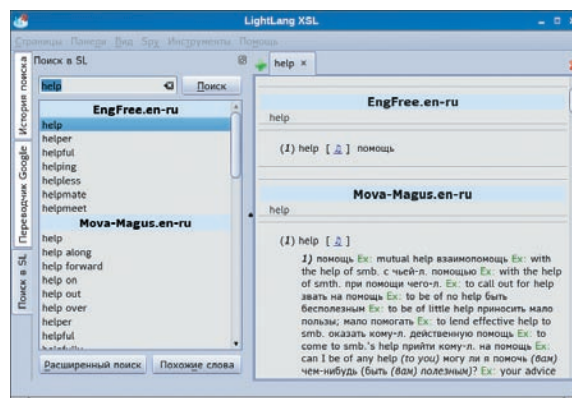 LightLang XSL
Страницы Панели Вид Spy Инструменты Помощь
История поиска
Переводчик Google
Поиск в SL
Поиск в SL
help
Поиск
EngFree.en-ru
help
helper
helpful
helping
helpless
helpmate
helpmeet
Mova-Magus.en-ru
help
help along
help forward
help on
help out
help over
helper
helpful
Расширенный поиск Похожие слова
help ×
EngFree.en-ru
help
(1) help [ ♫ ] помощь
Mova-Magus.en-ru
help
(1) help [ ♫ ]
1) помощь Ex: mutual help взаимопомощь Ex: with
the help of smb. с чьей-л. помощью Ex: with the help
of smth. при помощи чего-л. Ex: to call out for help
звать на помощь Ex: to be of no help быть
бесполезным Ex: to be of little help приносить мало
пользы; мало помогать Ex: to lend effective help to
smb. оказать кому-л. действенную помощь Ex: to
come to smb.'s help прийти кому-л. на помощь Ex:
can I be of any help (to you) могу ли я помочь (вам)
чем-нибудь (быть (вам) полезным)? Ex: your advice